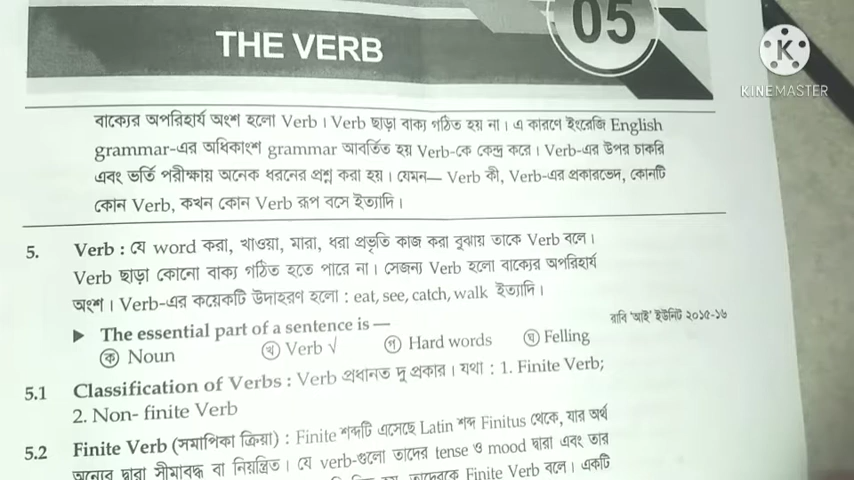 THE VERB
05
KINEMASTER
বাক্যের অপরিহার্য অংশ হলো Verb। Verb ছাড়া বাক্য গঠিত হয় না। এ কারণে ইংরেজি English
grammar-এর অধিকাংশ grammar আবর্তিত হয় Verb-কে কেন্দ্র করে। Verb-এর উপর চাকরি
এবং ভর্তি পরীক্ষায় অনেক ধরনের প্রশ্ন করা হয়। যেমন— Verb কী, Verb-এর প্রকারভেদ, কোনটি
কোন Verb, কখন কোন Verb রূপ বসে ইত্যাদি।
5. Verb : যে word করা, খাওয়া, মারা, ধরা প্রভৃতি কাজ করা বুঝায় তাকে Verb বলে।
Verb ছাড়া কোনো বাক্য গঠিত হতে পারে না। সেজন্য Verb হলো বাক্যের অপরিহার্য
অংশ। Verb-এর কয়েকটি উদাহরণ হলো : eat, see, catch, walk ইত্যাদি।
▶ The essential part of a sentence is — রাবি ‘আই’ ইউনিট ২০১৫-১৬
ক Noun খ Verb √ গ Hard words ঘ Felling
5.1 Classification of Verbs : Verb প্রধানত দু প্রকার। যথা : 1. Finite Verb;
2. Non- finite Verb
5.2 Finite Verb (সমাপিকা ক্রিয়া) : Finite শব্দটি এসেছে Latin শব্দ Finitus থেকে, যার অর্থ
অন্যের দ্বারা সীমাবদ্ধ বা নিয়ন্ত্রিত। যে verb-গুলো তাদের tense ও mood দ্বারা এবং তার
তাদেরকে Finite Verb বলে। একটি